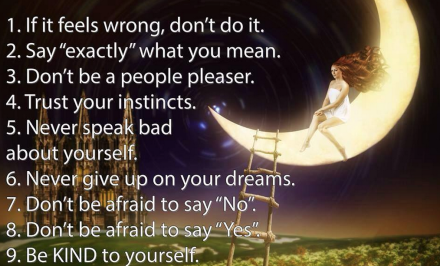 1. If it feels wrong, don't do it.
2. Say “exactly” what you mean.
3. Don't be a people pleaser.
4. Trust your instincts.
5. Never speak bad
about yourself.
6. Never give up on your dreams.
7. Don't be afraid to say “No”.
8. Don't be afraid to say “Yes”.
9. Be KIND to yourself.